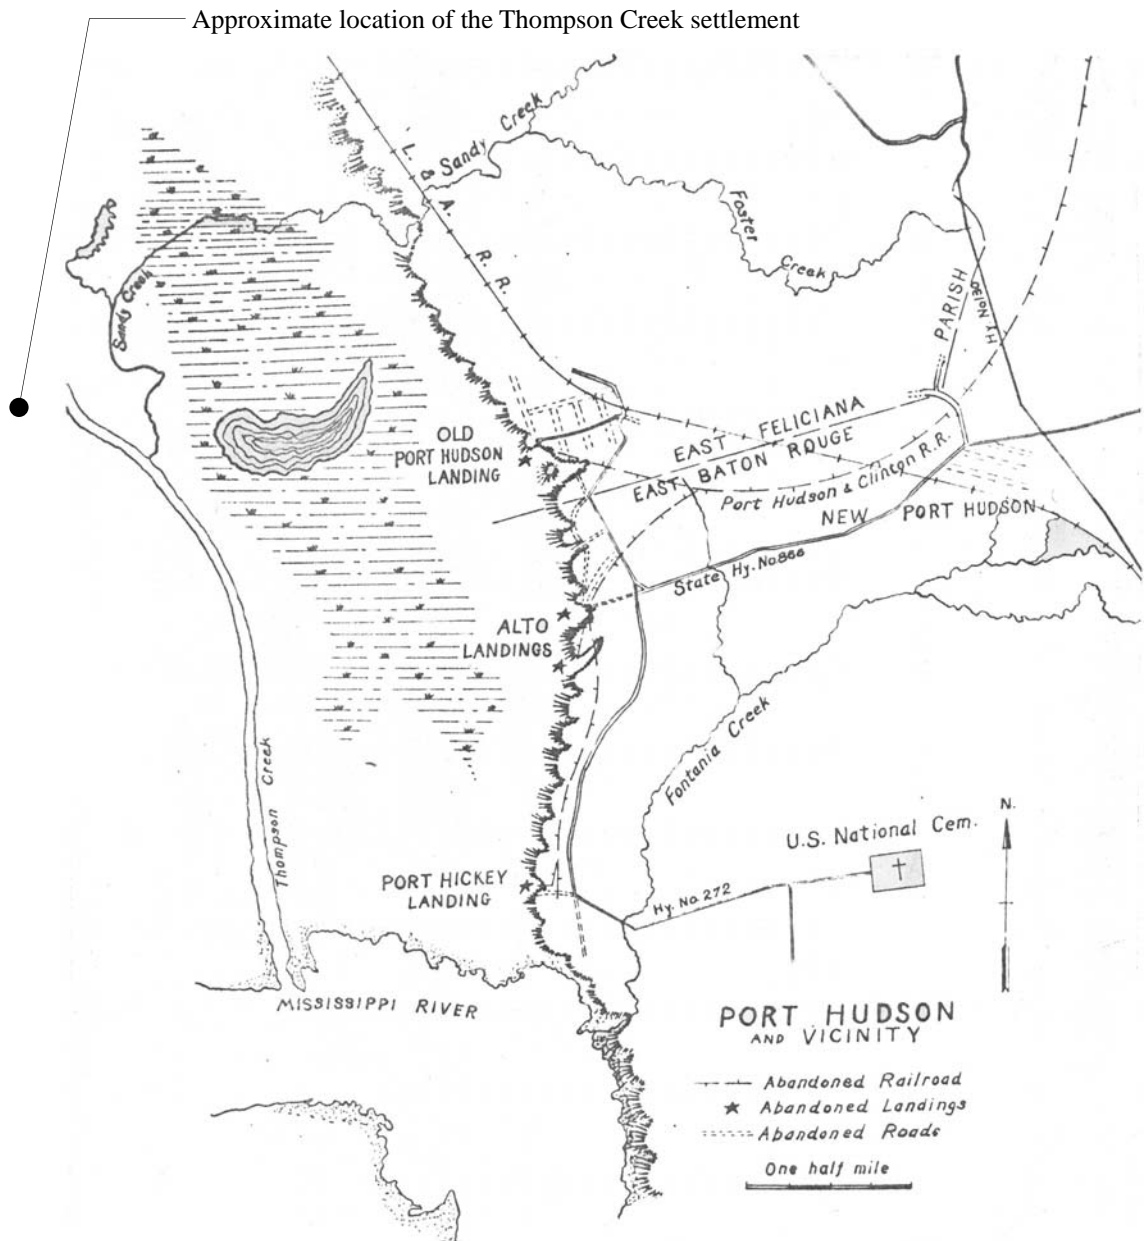 Approximate location of the Thompson Creek settlement
L. & A. R. R.
Sandy Creek
Foster
Creek
Sandy Creek
PARISH
HY NO 130
OLD
PORT HUDSON
LANDING
EAST FELICIANA
EAST BATON ROUGE
Port Hudson & Clinton R.R.
NEW PORT HUDSON
State Hy. No. 866
ALTO
LANDINGS
Fontania Creek
Thompson Creek
N.
U.S. National Cem.
PORT HICKEY
LANDING
Hy. No. 272
MISSISSIPPI RIVER
PORT HUDSON
AND VICINITY
Abandoned Railroad
Abandoned Landings
Abandoned Roads
One half mile